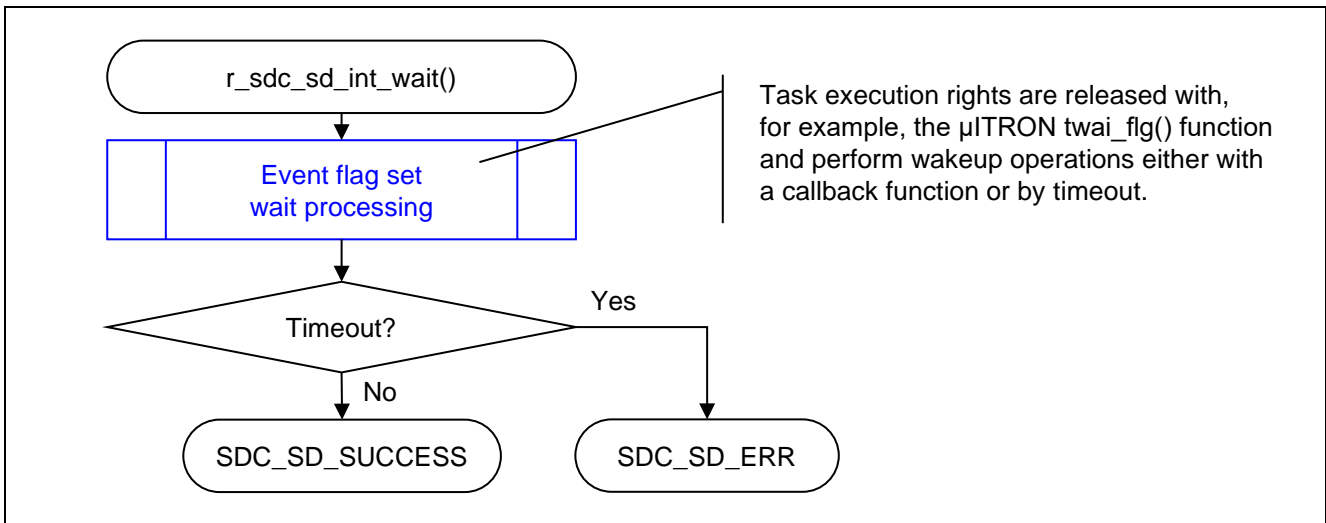 r_sdc_sd_int_wait()
Task execution rights are released with,
for example, the µITRON twai_flg() function
and perform wakeup operations either with
a callback function or by timeout.
Event flag set
wait processing
Timeout?
Yes
No
SDC_SD_SUCCESS
SDC_SD_ERR